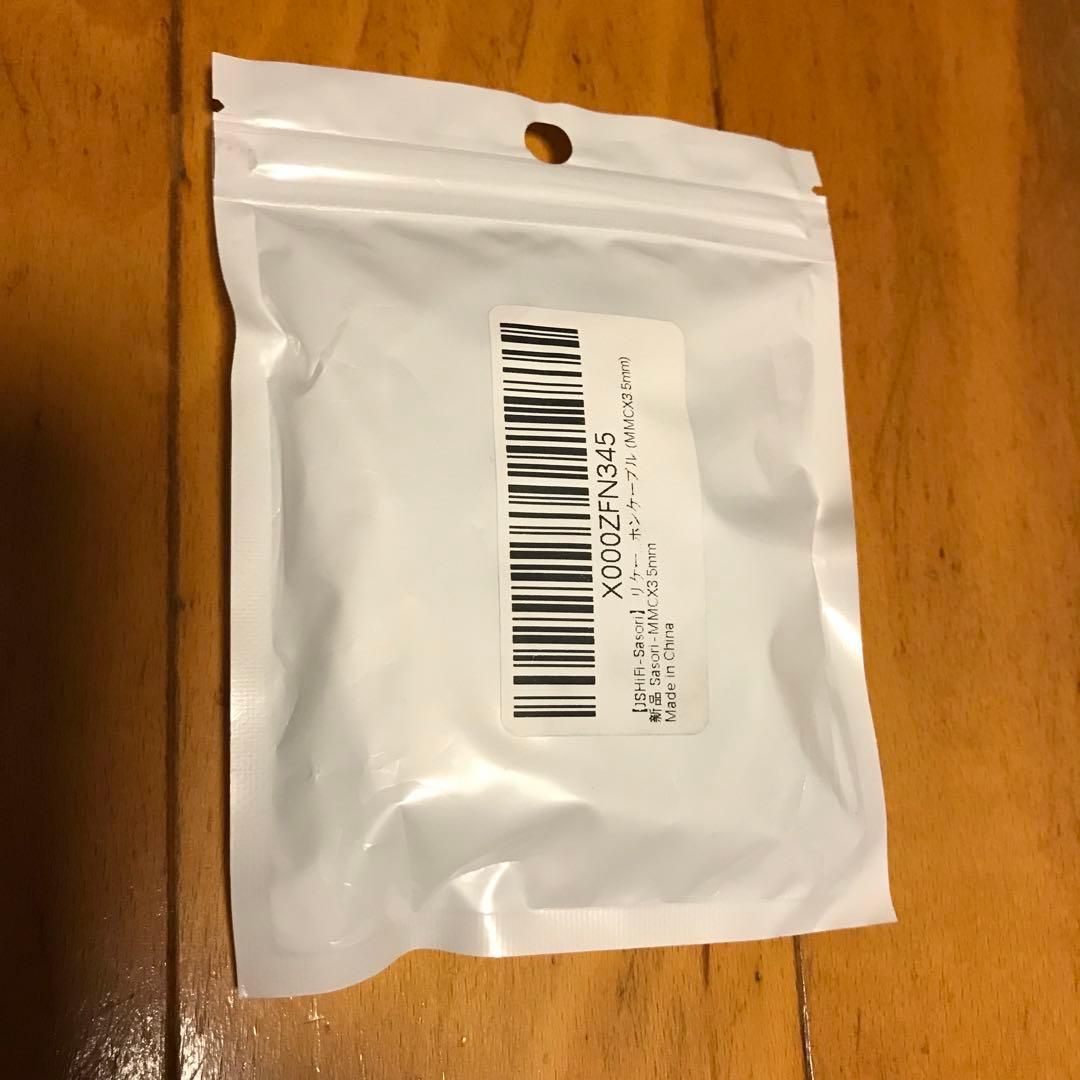 X000ZFN345
【JSHiFi-Sasori】 リケー...ホンケーブル (MMCX3.5mm)
新品 Sasori-MMCX3.5mm
Made in China